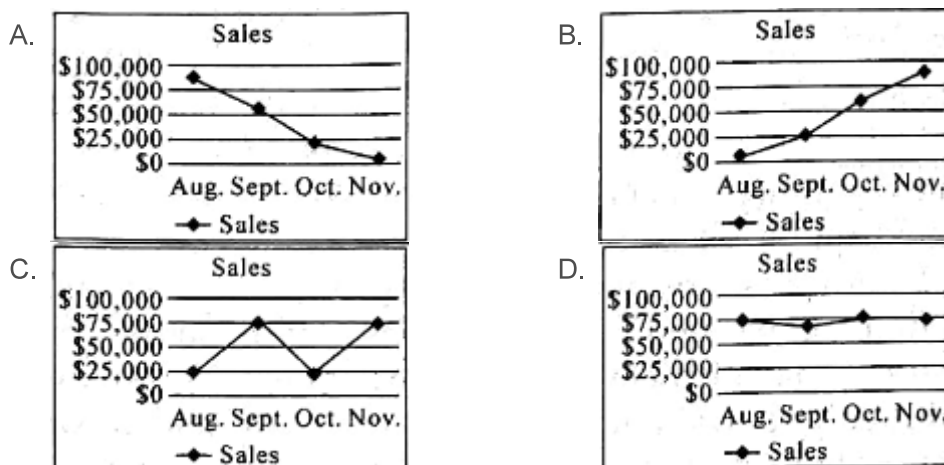 A.
Sales
$100,000
$75,000
$50,000
$25,000
$0
Aug. Sept. Oct. Nov.
Sales
B.
Sales
$100,000
$75,000
$50,000
$25,000
$0
Aug. Sept. Oct. Nov.
Sales
C.
Sales
$100,000
$75,000
$50,000
$25,000
$0
Aug. Sept. Oct. Nov.
Sales
D.
Sales
$100,000
$75,000
$50,000
$25,000
$0
Aug. Sept. Oct. Nov.
Sales